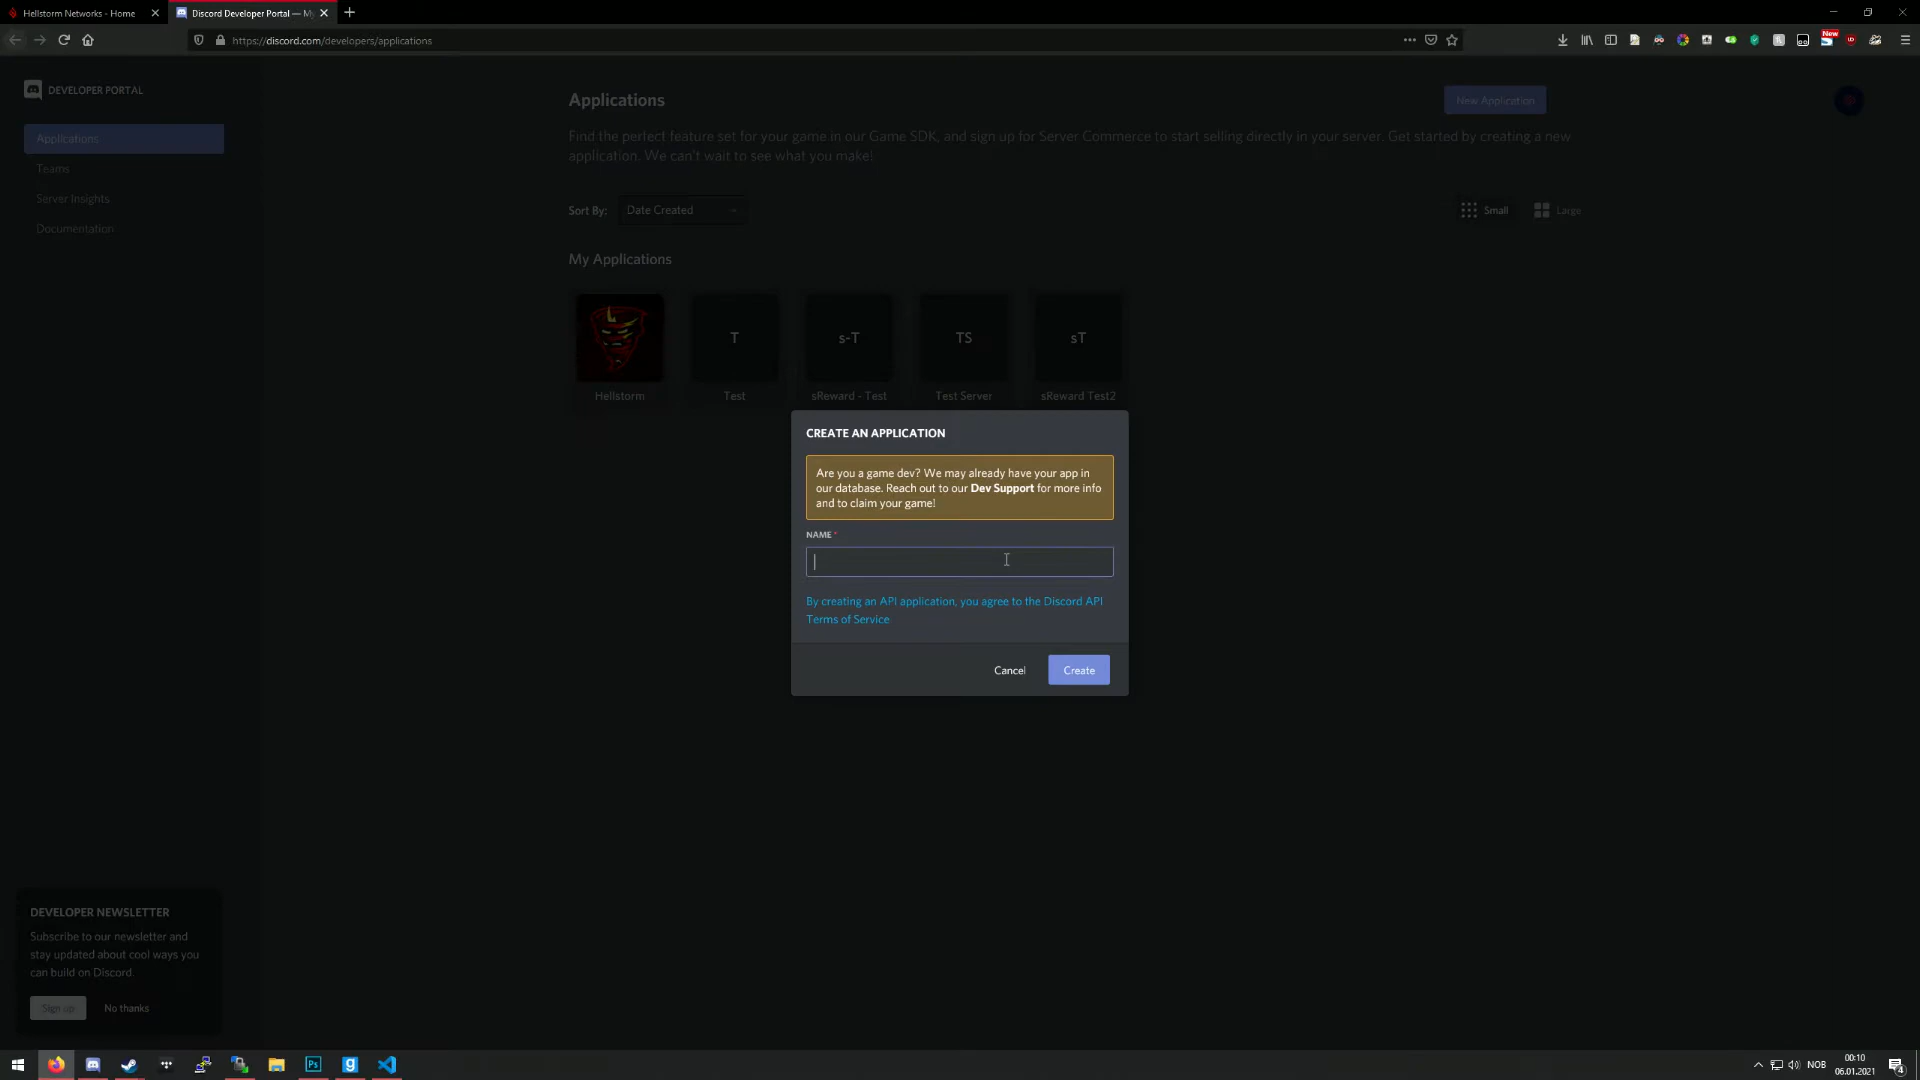 Hellstorm Networks - Home
Discord Developer Portal — My
https://discord.com/developers/applications
New
DEVELOPER PORTAL
Applications
Teams
Server Insights
Documentation
Applications
New Application
Find the perfect feature set for your game in our Game SDK, and sign up for Server Commerce to start selling directly in your server. Get started by creating a new
application. We can't wait to see what you make!
Sort By:
Date Created
Small
Large
My Applications
T
s-T
TS
sT
Hellstorm
Test
sReward - Test
Test Server
sReward Test2
CREATE AN APPLICATION
Are you a game dev? We may already have your app in
our database. Reach out to our Dev Support for more info
and to claim your game!
NAME *
By creating an API application, you agree to the Discord API
Terms of Service
Cancel
Create
DEVELOPER NEWSLETTER
Subscribe to our newsletter and
stay updated about cool ways you
can build on Discord.
Sign up
No thanks
Ps
g
NOB
00:10
06.01.2021
4